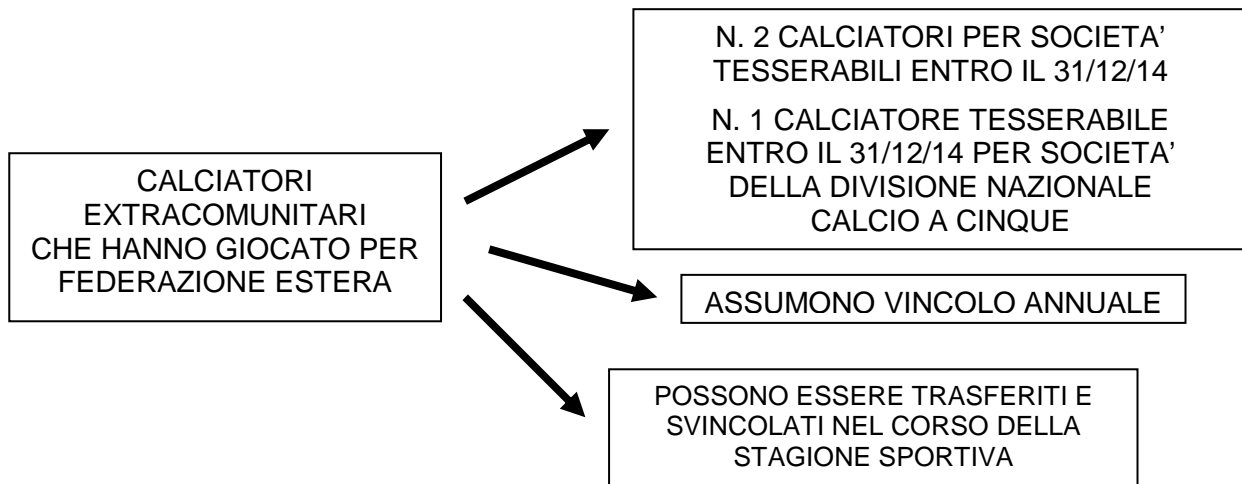 CALCIATORI
EXTRACOMUNITARI
CHE HANNO GIOCATO PER
FEDERAZIONE ESTERA
N. 2 CALCIATORI PER SOCIETA'
TESSERABILI ENTRO IL 31/12/14
N. 1 CALCIATORE TESSERABILE
ENTRO IL 31/12/14 PER SOCIETA'
DELLA DIVISIONE NAZIONALE
CALCIO A CINQUE
ASSUMONO VINCOLO ANNUALE
POSSONO ESSERE TRASFERITI E
SVINCOLATI NEL CORSO DELLA
STAGIONE SPORTIVA